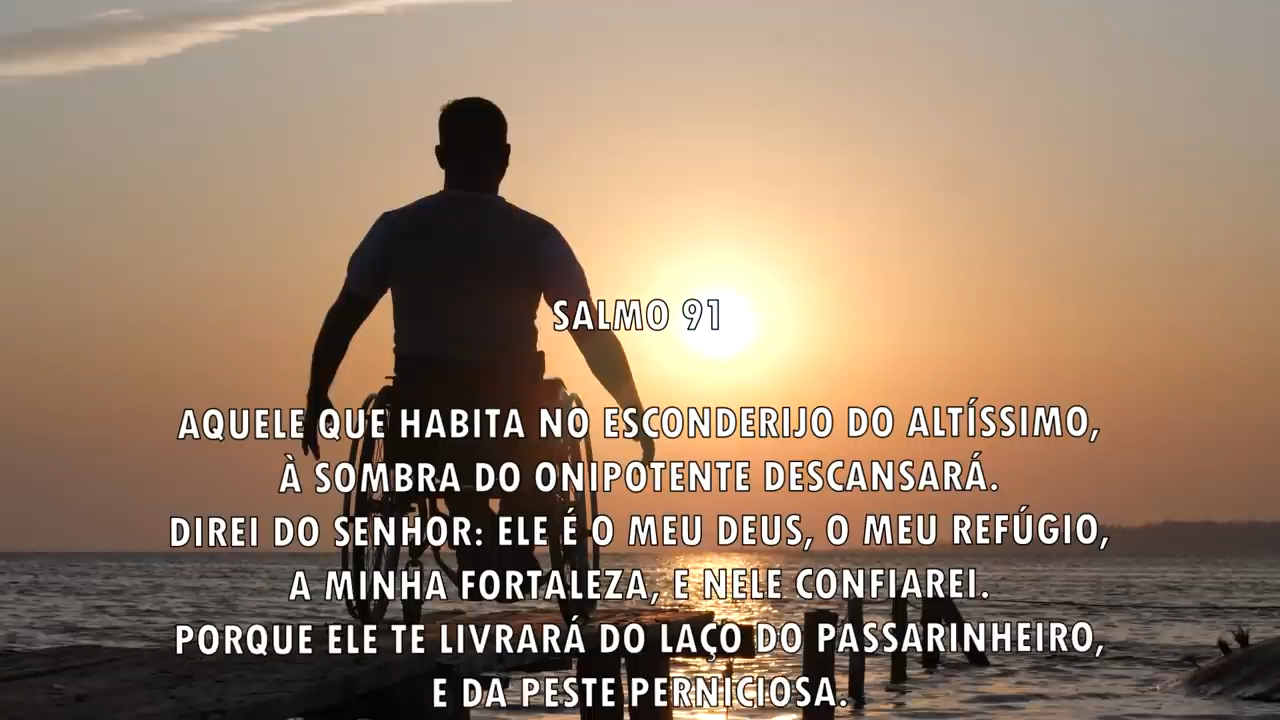 SALMO 91
AQUELE QUE HABITA NO ESCONDERIJO DO ALTÍSSIMO,
À SOMBRA DO ONIPOTENTE DESCANSARÁ.
DIREI DO SENHOR: ELE É O MEU DEUS, O MEU REFÚGIO,
A MINHA FORTALEZA, E NELE CONFIAREI.
PORQUE ELE TE LIVRARÁ DO LAÇO DO PASSARINHEIRO,
E DA PESTE PERNICIOSA.